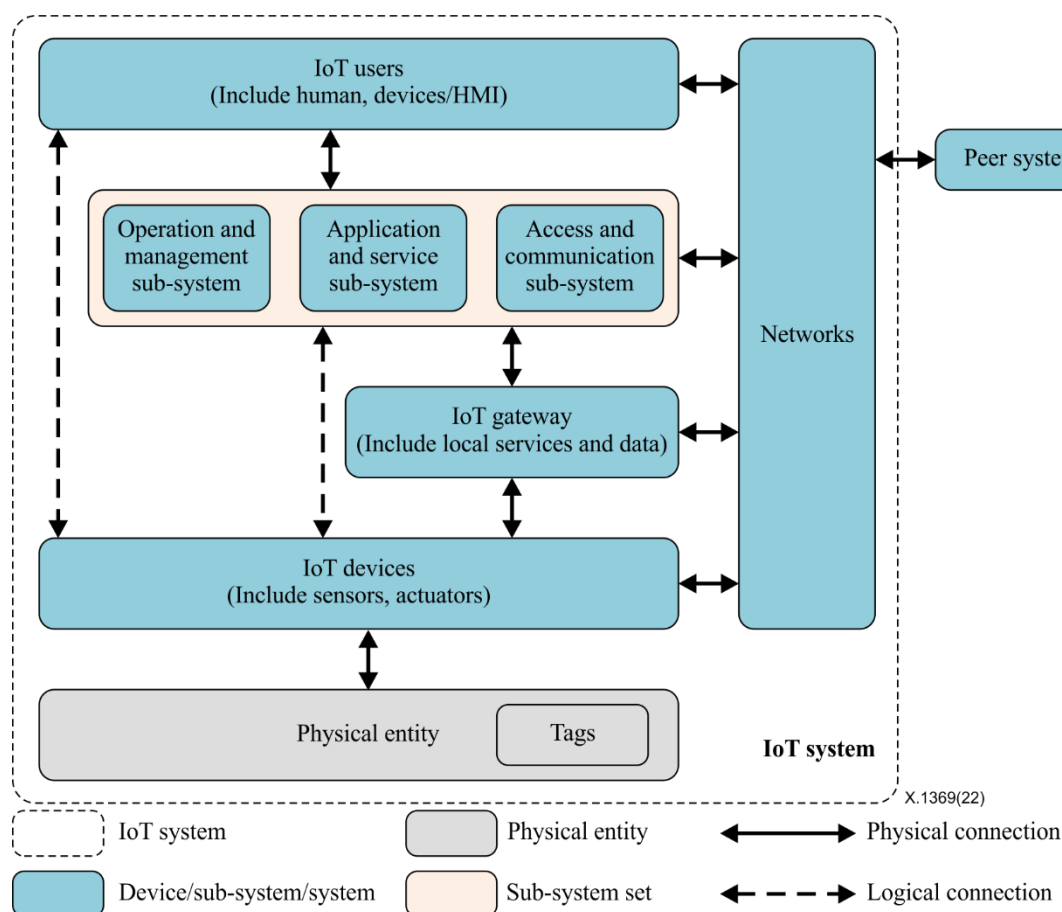 IoT users
(Include human, devices/HMI)
Peer syste
Operation and
management
sub-system
Application
and service
sub-system
Access and
communication
sub-system
Networks
IoT gateway
(Include local services and data)
IoT devices
(Include sensors, actuators)
Physical entity
Tags
IoT system
X.1369(22)
IoT system
Physical entity
Physical connection
Device/sub-system/system
Sub-system set
Logical connection